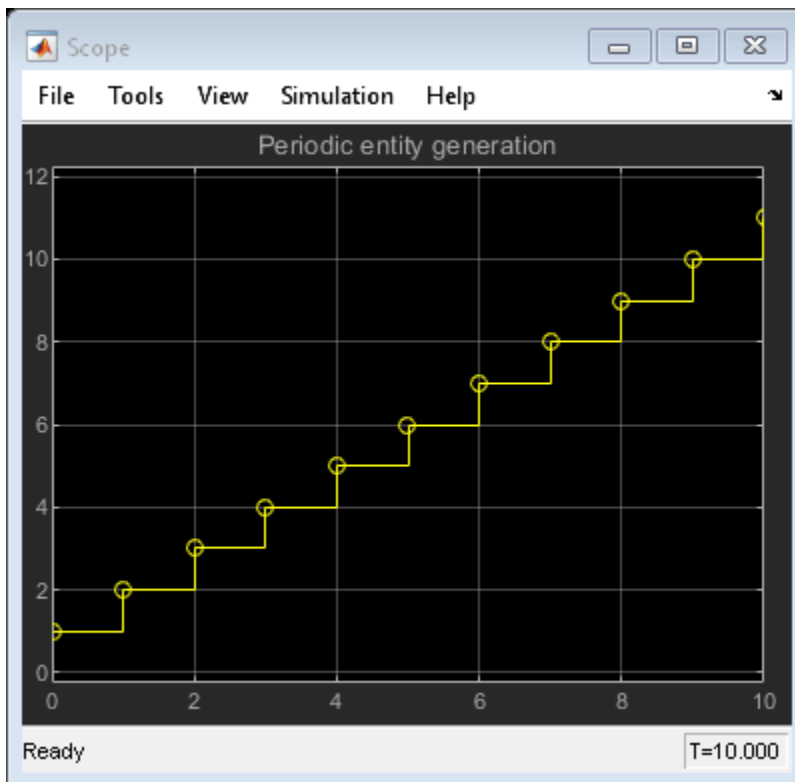 Scope
File Tools View Simulation Help
Periodic entity generation
12
10
8
6
4
2
0
0 2 4 6 8 10
Ready T=10.000